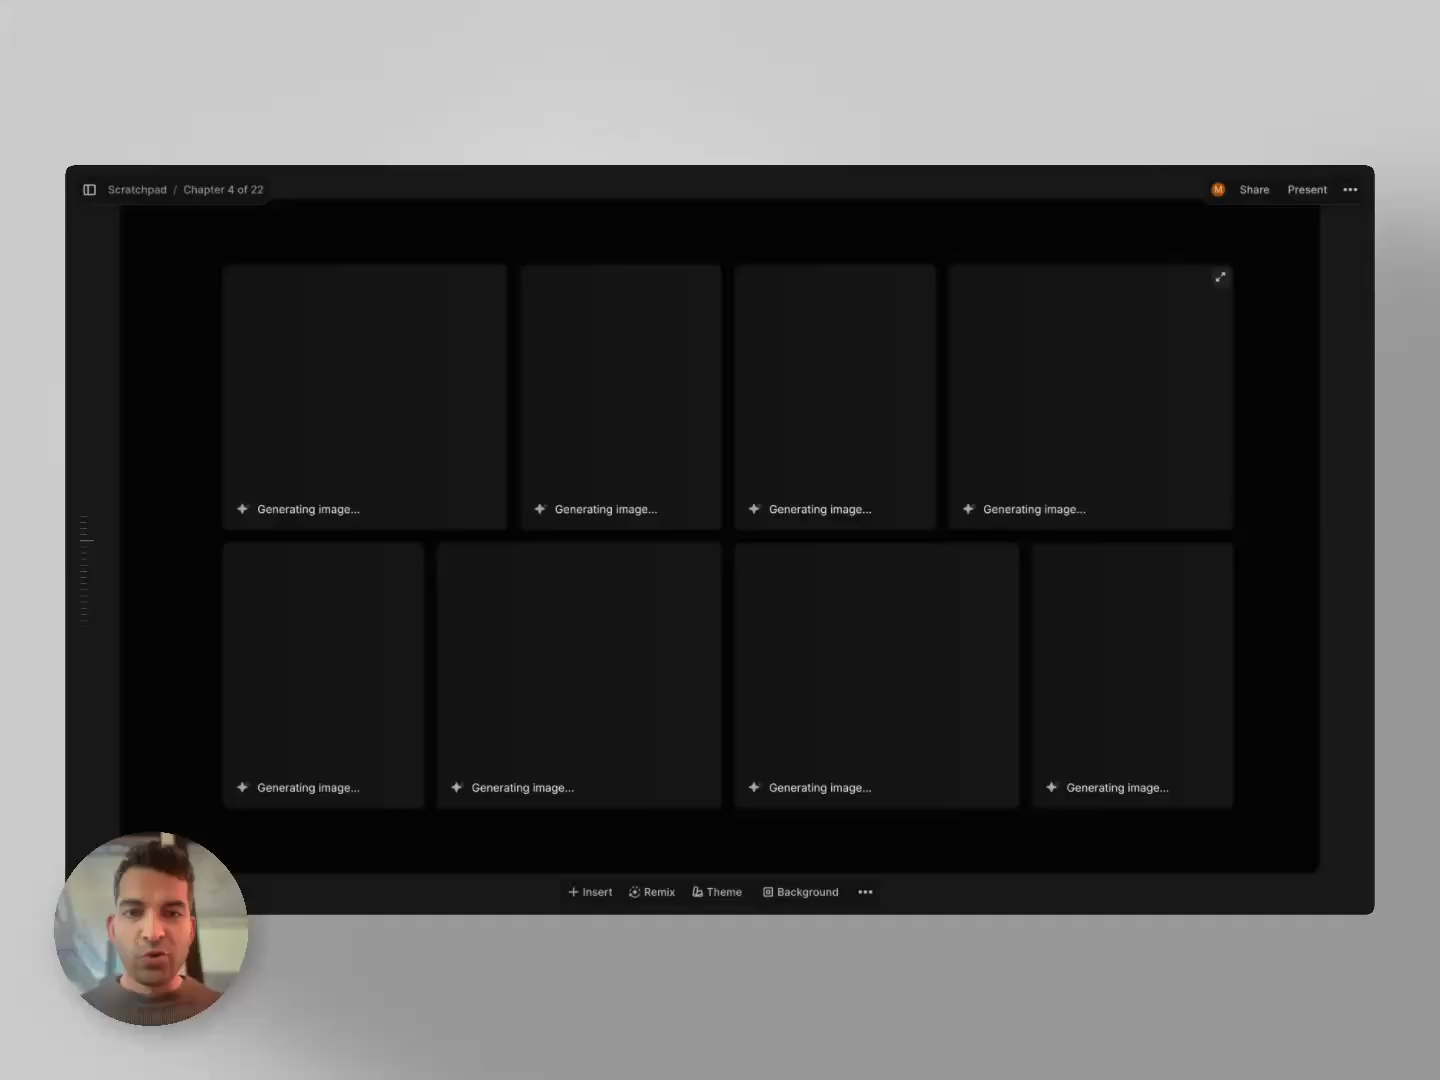 Scratchpad / Chapter 4 of 22
M Share Present
Generating image... Generating image... Generating image... Generating image...
Generating image... Generating image... Generating image... Generating image...
Insert Remix Theme Background